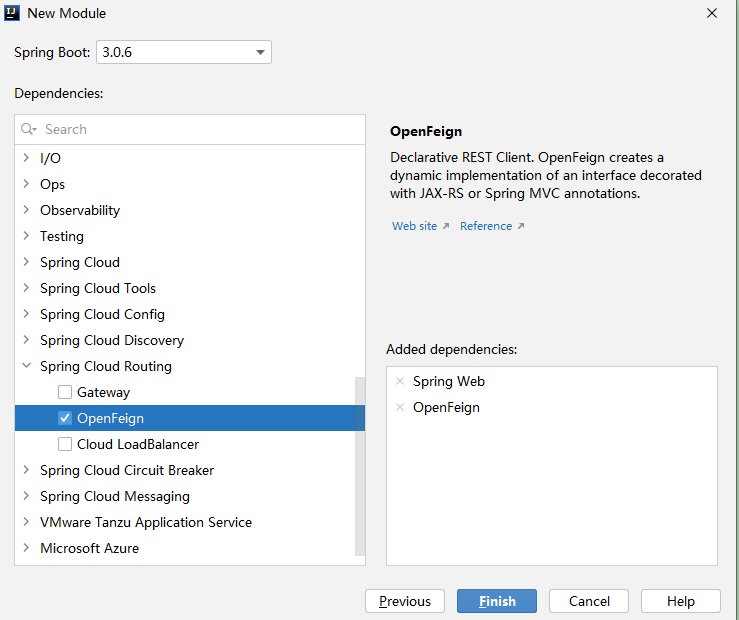 New Module
Spring Boot: 3.0.6
Dependencies:
Search
I/O
Ops
Observability
Testing
Spring Cloud
Spring Cloud Tools
Spring Cloud Config
Spring Cloud Discovery
Spring Cloud Routing
Gateway
OpenFeign
Cloud LoadBalancer
Spring Cloud Circuit Breaker
Spring Cloud Messaging
VMware Tanzu Application Service
Microsoft Azure
OpenFeign
Declarative REST Client. OpenFeign creates a
dynamic implementation of an interface decorated
with JAX-RS or Spring MVC annotations.
Web site Reference
Added dependencies:
Spring Web
OpenFeign
Previous Finish Cancel Help